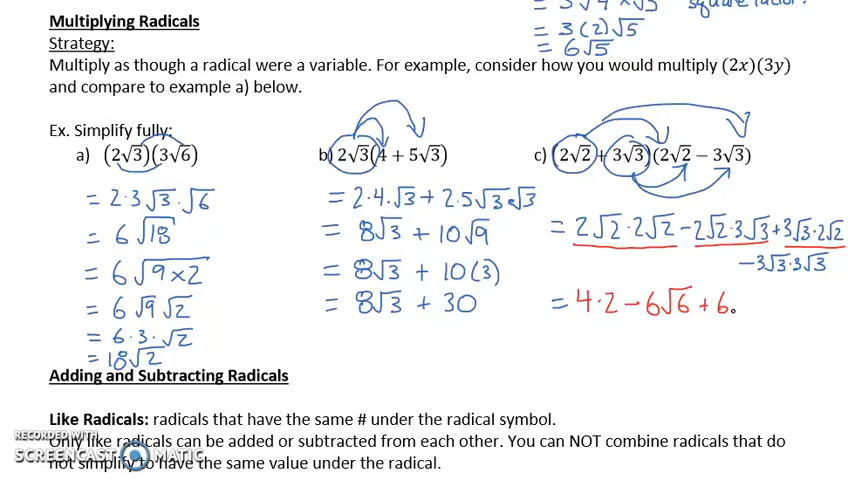 = 3√4 × √5 square factor.
= 3(2)√5
= 6√5
Multiplying Radicals
Strategy:
Multiply as though a radical were a variable. For example, consider how you would multiply (2x)(3y)
and compare to example a) below.
Ex. Simplify fully:
a) (2√3)(3√6)
= 2·3√3·√6
= 6√18
= 6√9×2
= 6√9√2
= 6·3·√2
= 18√2
b) 2√3(4 + 5√3)
= 2·4·√3 + 2·5√3·√3
= 8√3 + 10√9
= 8√3 + 10(3)
= 8√3 + 30
c) (2√2 + 3√3)(2√2 − 3√3)
= 2√2·2√2 − 2√2·3√3 + 3√3·2√2
− 3√3·3√3
= 4·2 − 6√6 + 6
Adding and Subtracting Radicals
Like Radicals: radicals that have the same # under the radical symbol.
Only like radicals can be added or subtracted from each other. You can NOT combine radicals that do
not simplify to have the same value under the radical.
RECORDED WITH
SCREENCAST MATIC